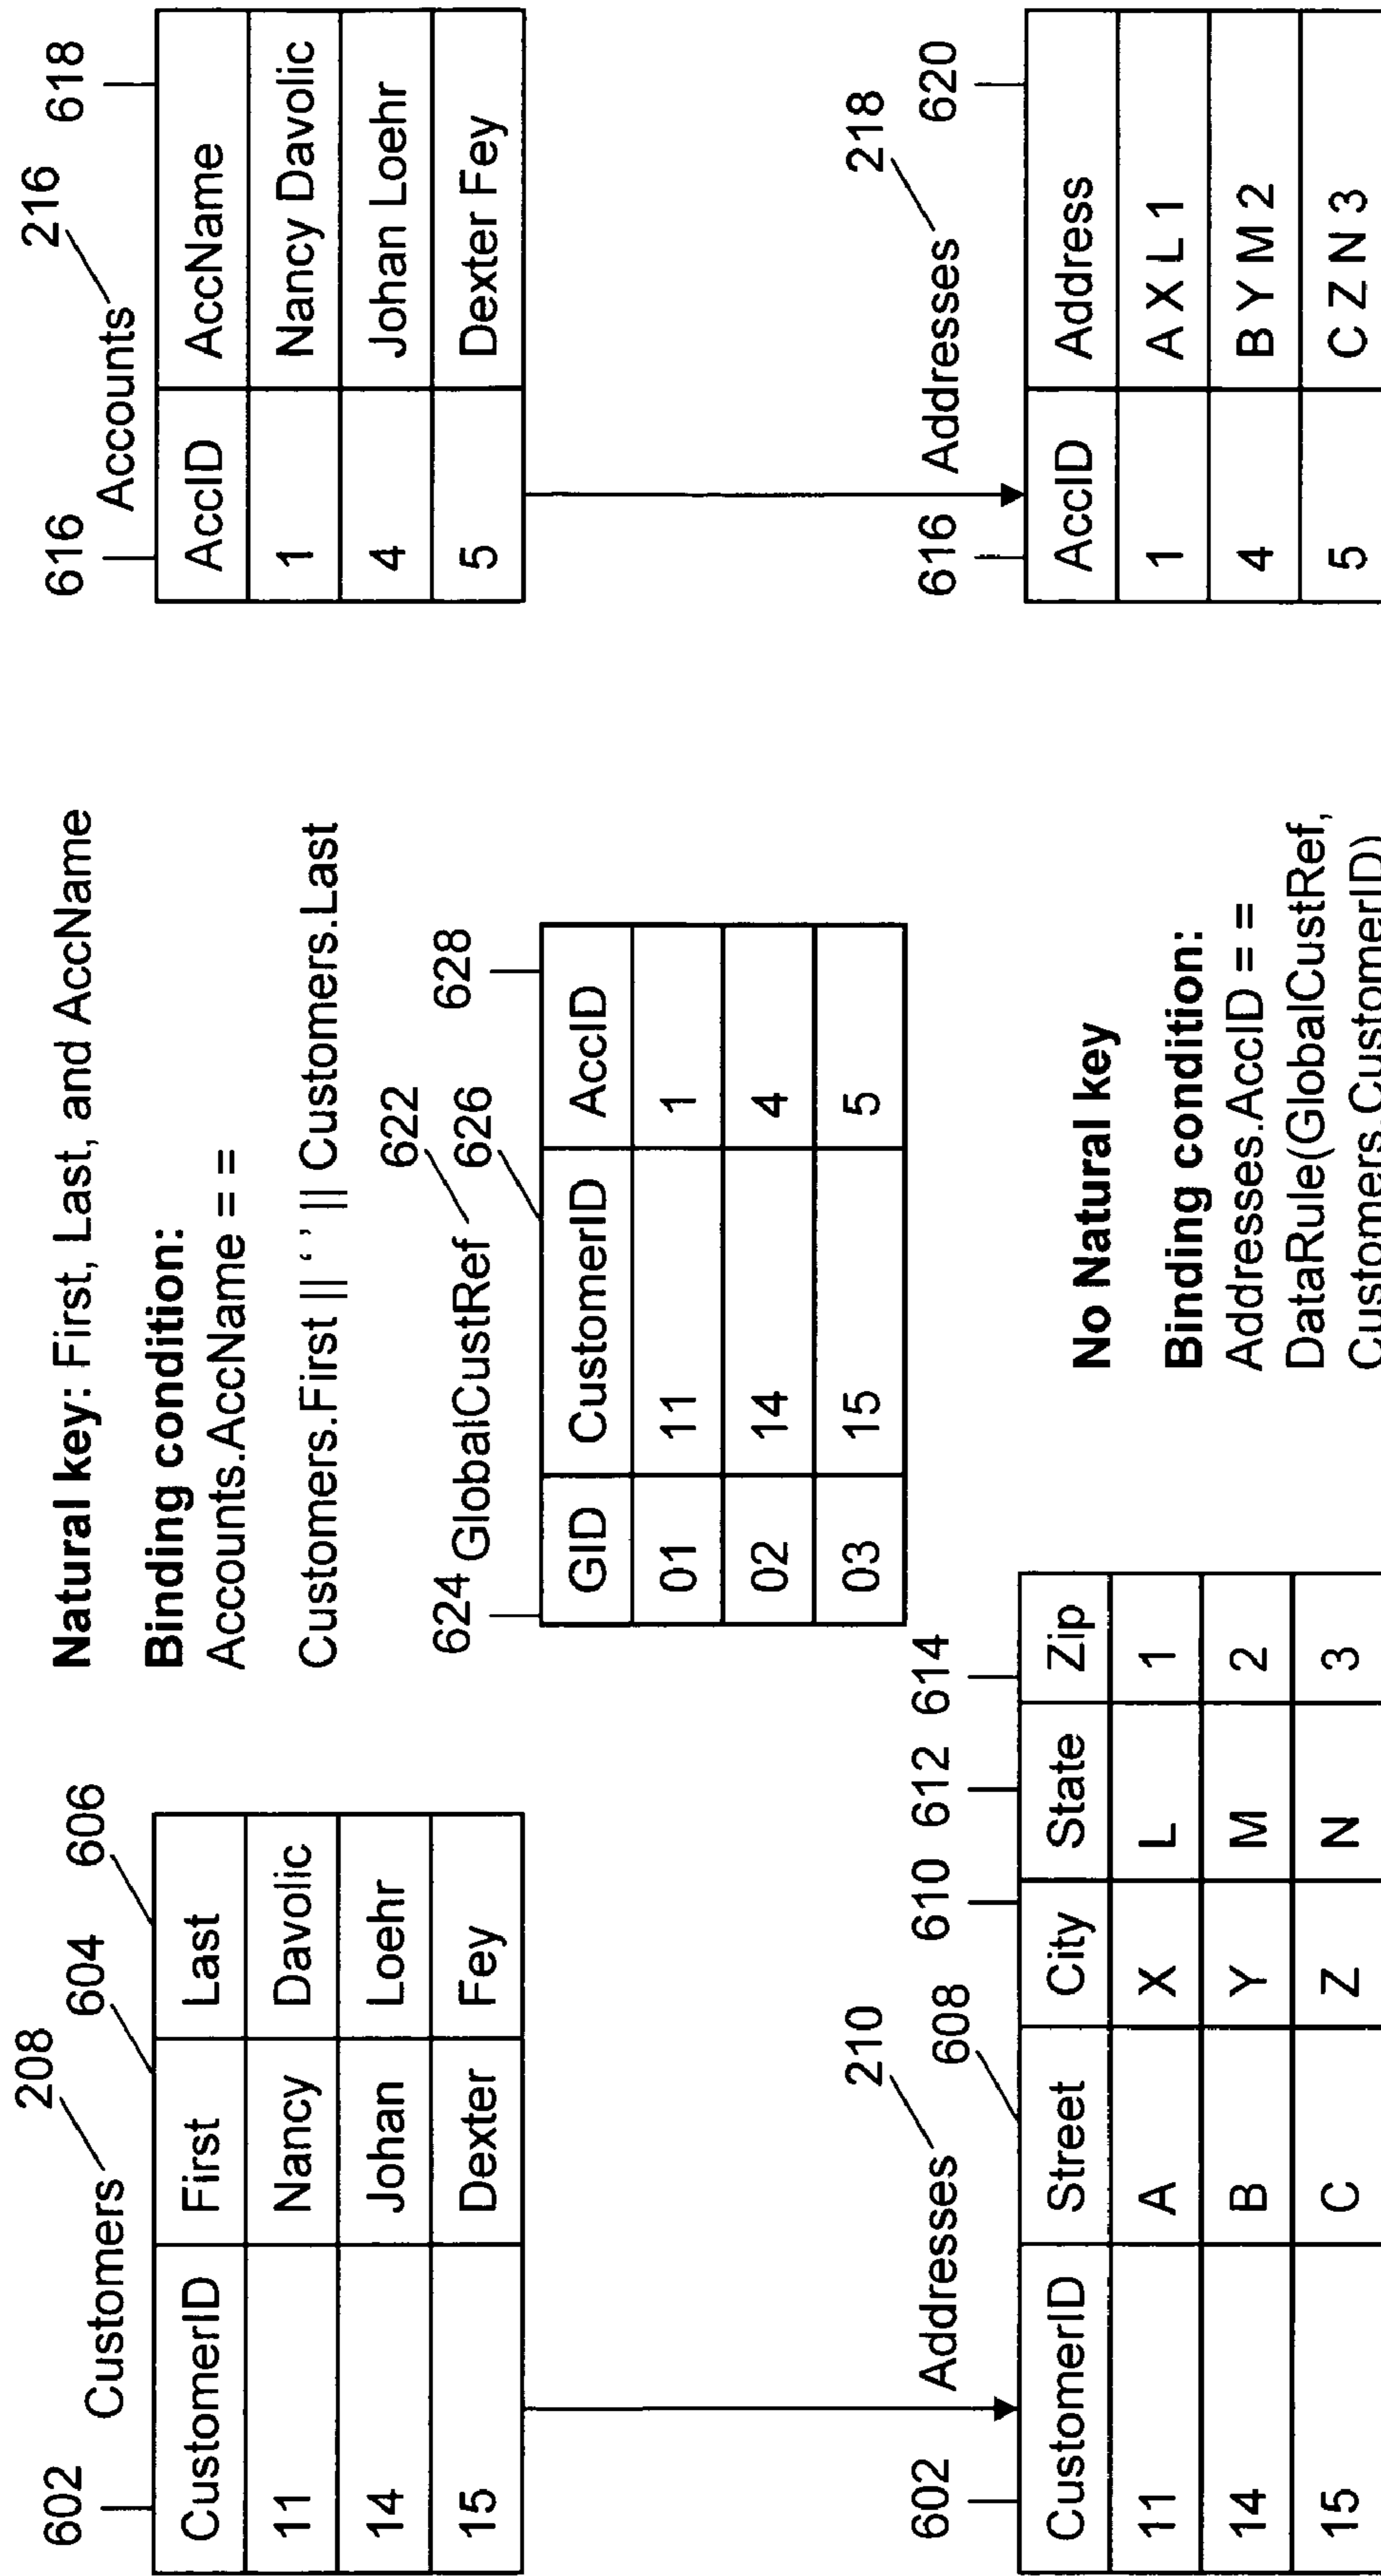 208
602 Customers 604 606
CustomerID First Last
11 Nancy Davolic
14 Johan Loehr
15 Dexter Fey
Natural key: First, Last, and AccName
Binding condition:
Accounts.AccName = =
Customers.First || ‘ ’ || Customers.Last
216
616 Accounts 618
AccID AccName
1 Nancy Davolic
4 Johan Loehr
5 Dexter Fey
622
624 GlobalCustRef 626 628
GID CustomerID AccID
01 11 1
02 14 4
03 15 5
210
602 Addresses 608 610 612 614
CustomerID Street City State Zip
11 A X L 1
14 B Y M 2
15 C Z N 3
No Natural key
Binding condition:
Addresses.AccID = =
DataRule(GlobalCustRef,
Customers.CustomerID)
218
616 Addresses 620
AccID Address
1 A X L 1
4 B Y M 2
5 C Z N 3